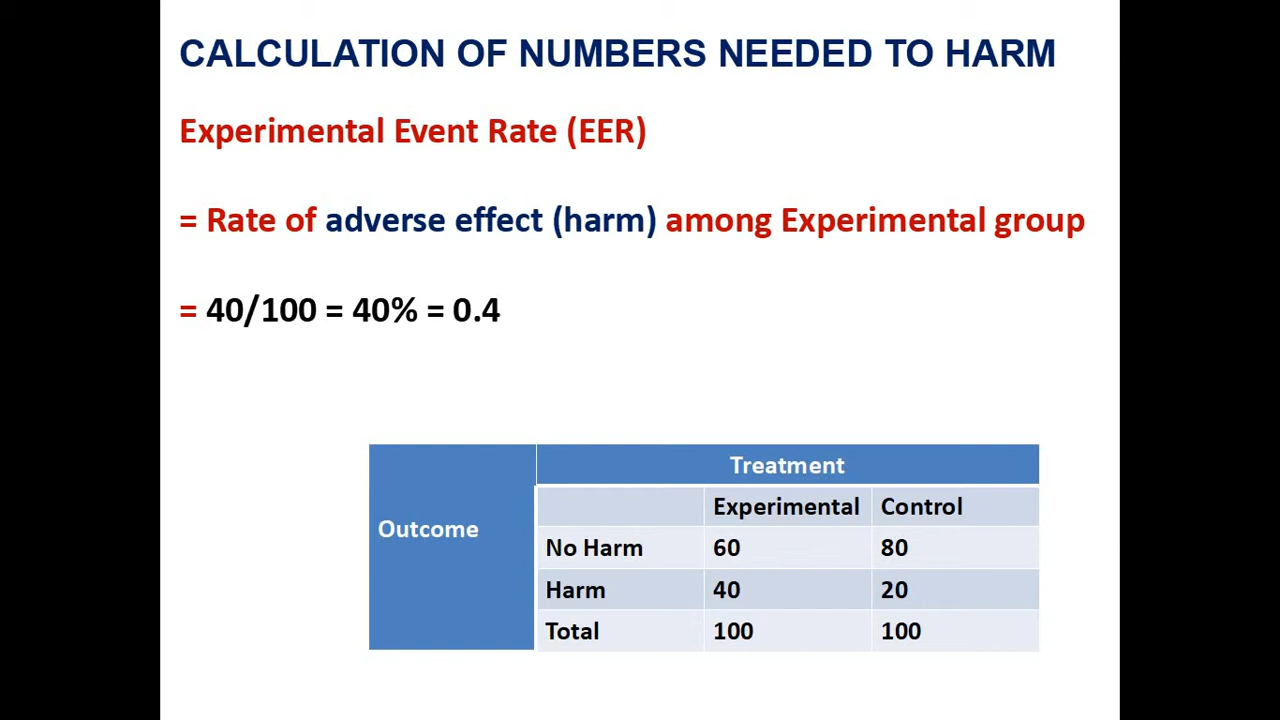 CALCULATION OF NUMBERS NEEDED TO HARM
Experimental Event Rate (EER)
= Rate of adverse effect (harm) among Experimental group
= 40/100 = 40% = 0.4
Treatment
Outcome
Experimental Control
No Harm 60 80
Harm 40 20
Total 100 100